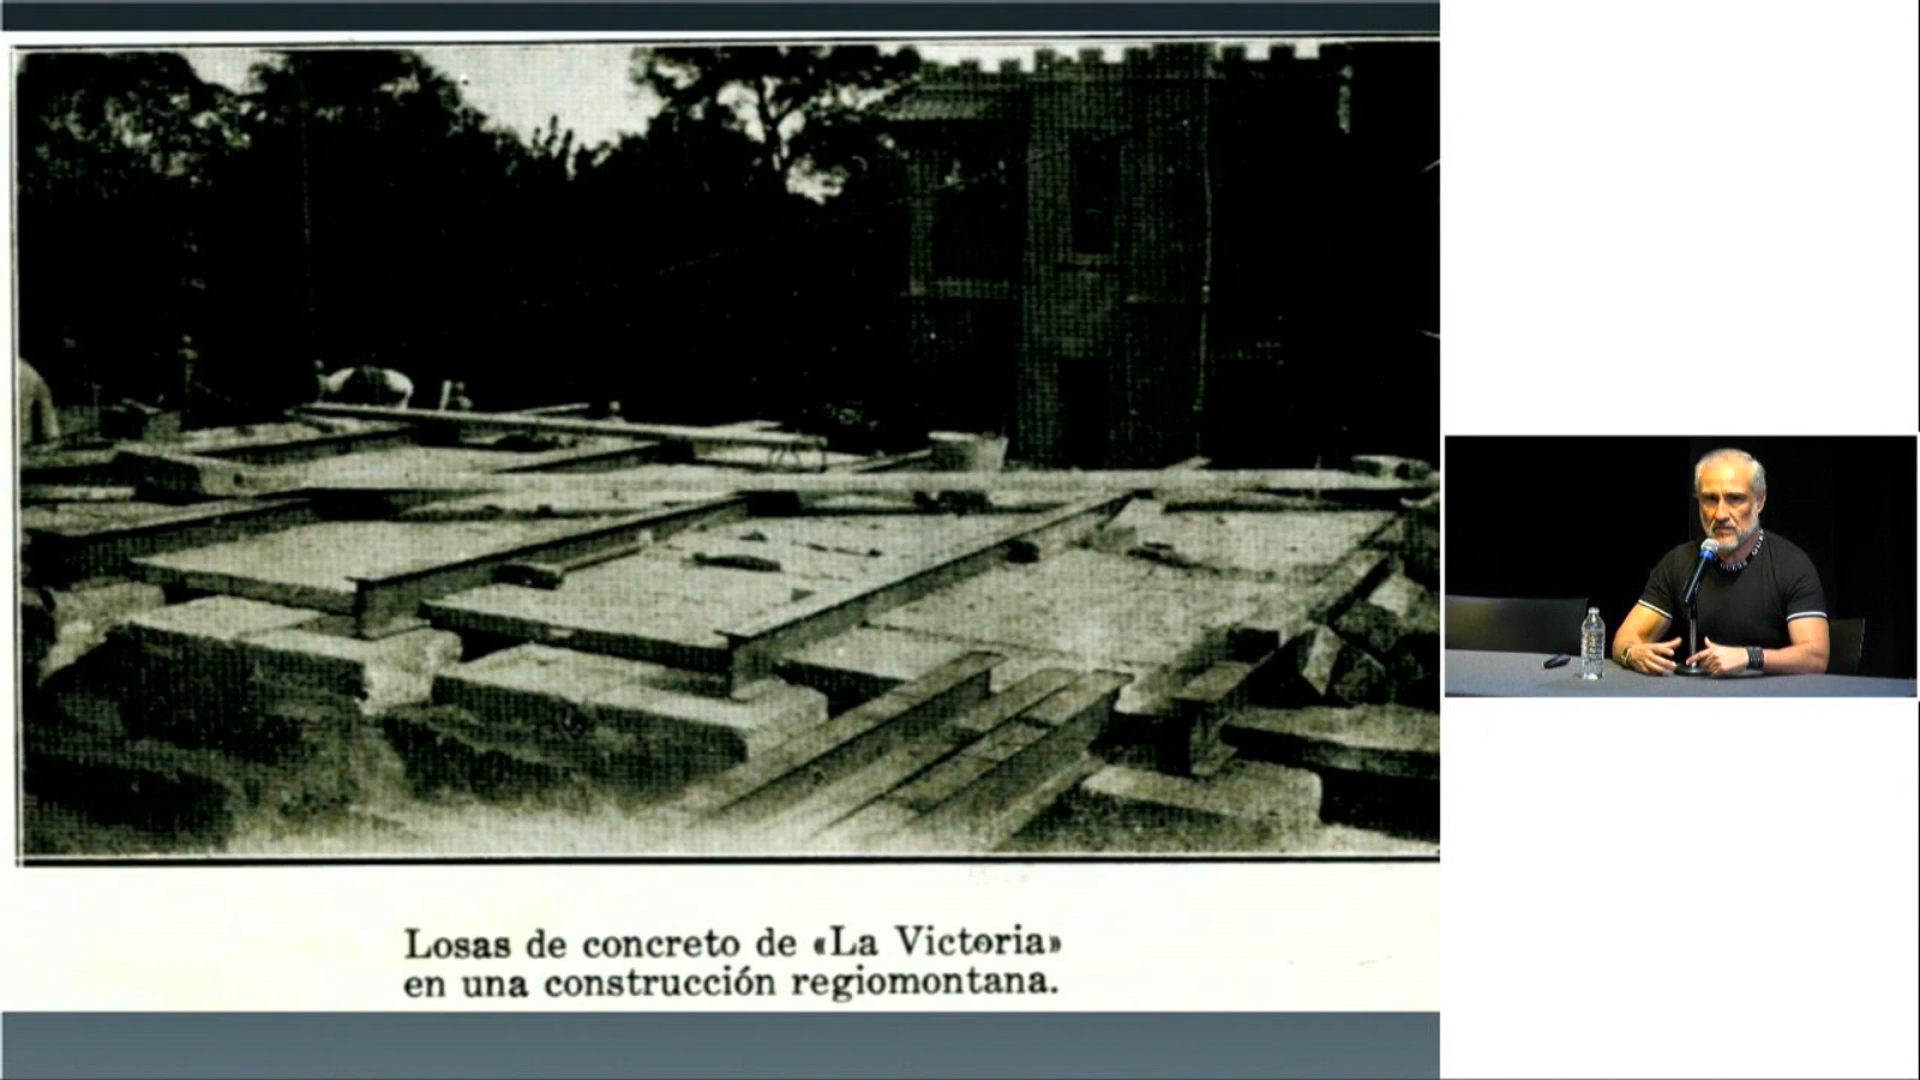 Losas de concreto de «La Victoria»
en una construcción regiomontana.